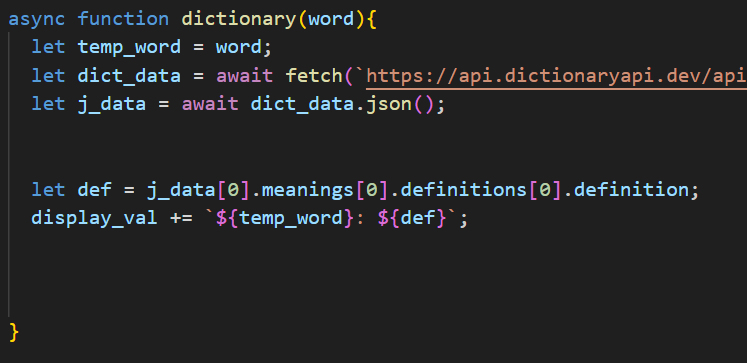 async function dictionary(word){
let temp_word = word;
let dict_data = await fetch(`https://api.dictionaryapi.dev/api
let j_data = await dict_data.json();
let def = j_data[0].meanings[0].definitions[0].definition;
display_val += `${temp_word}: ${def}`;
}